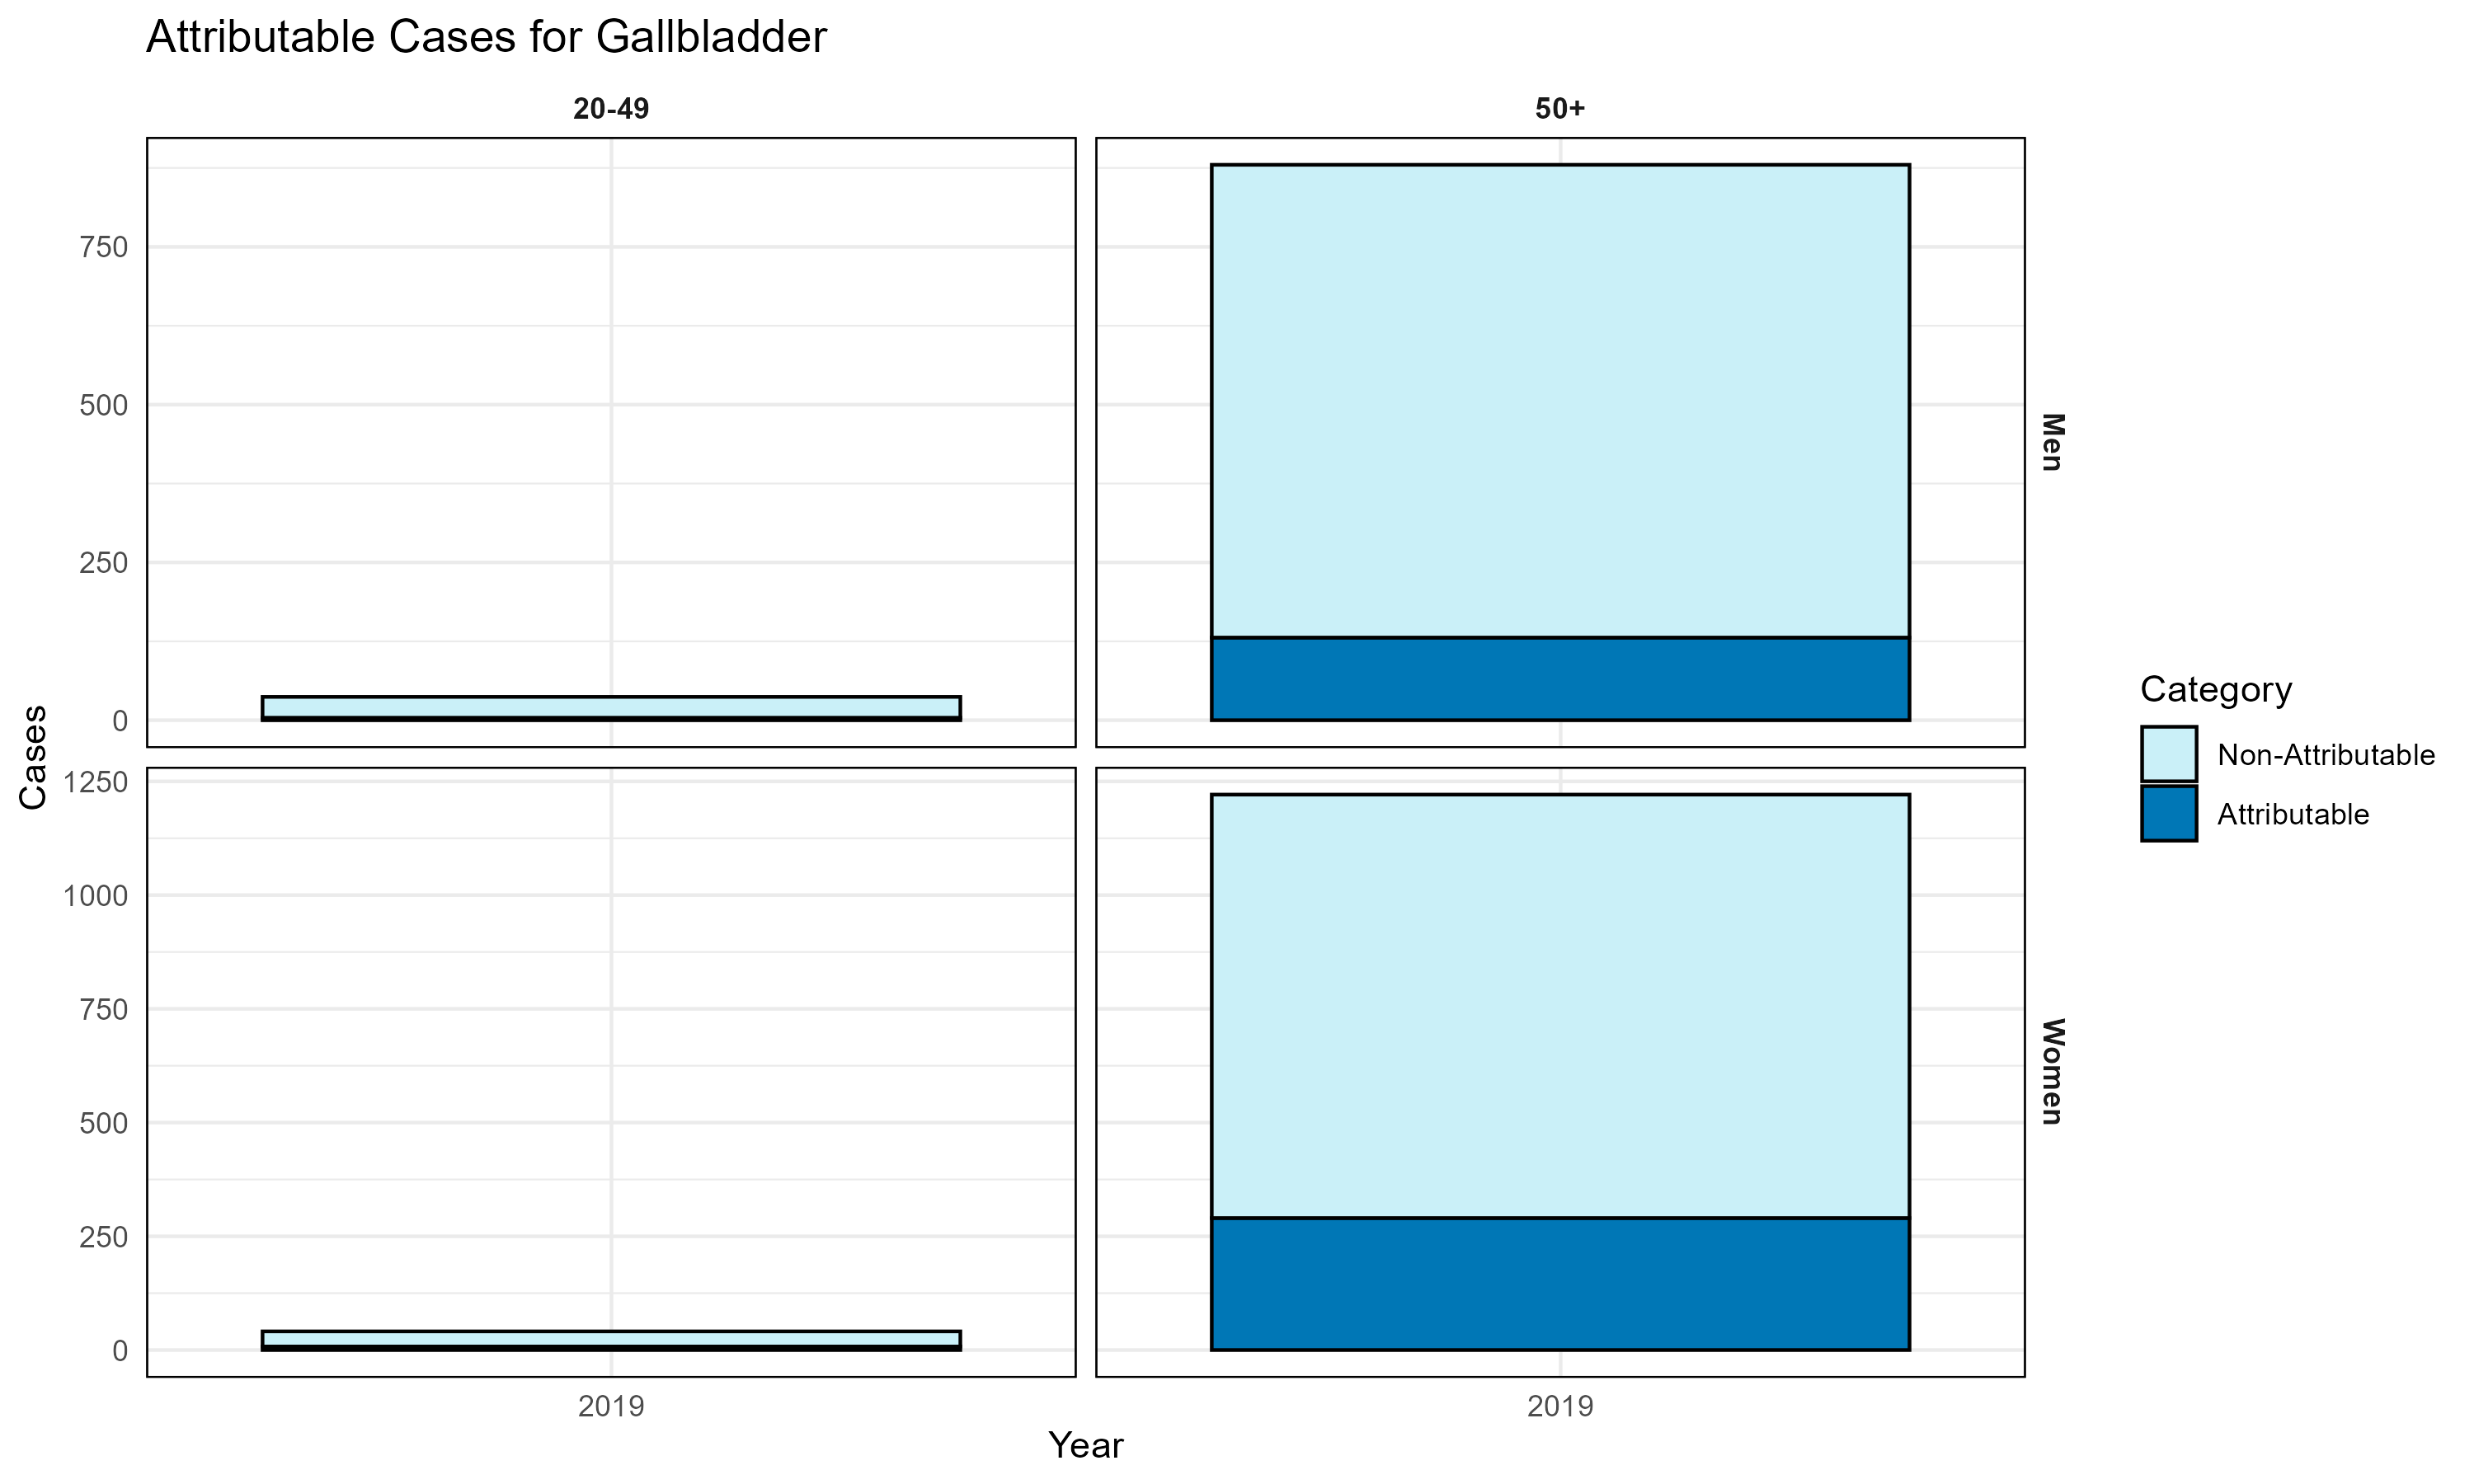 Attributable Cases for Gallbladder
20-49
50+
750
500
250
0
Men
1250
1000
750
500
250
0
Women
Cases
2019
2019
Year
Category
Non-Attributable
Attributable